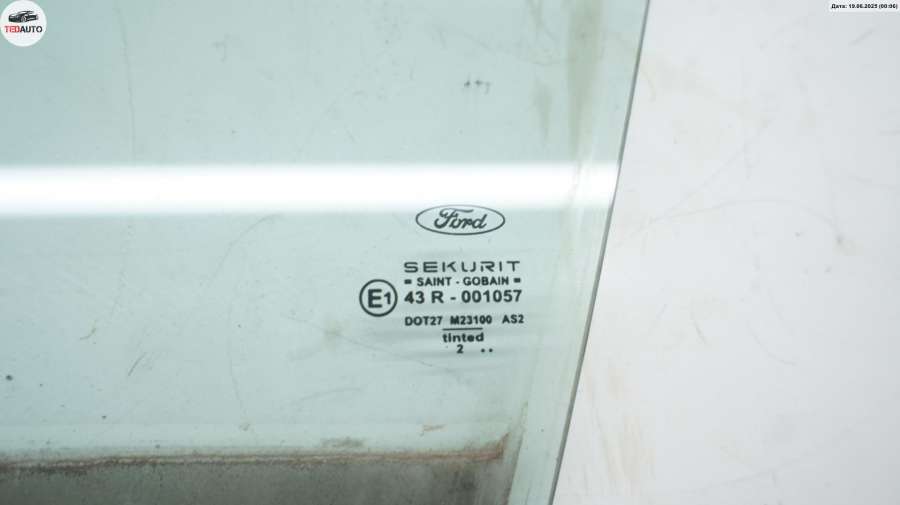 TEDAUTO
Дата: 19.06.2025 (00:06)
Ford
SEKURIT
SAINT - GOBAIN
E1 43 R - 001057
DOT27 M23100 AS2
tinted
2 ..